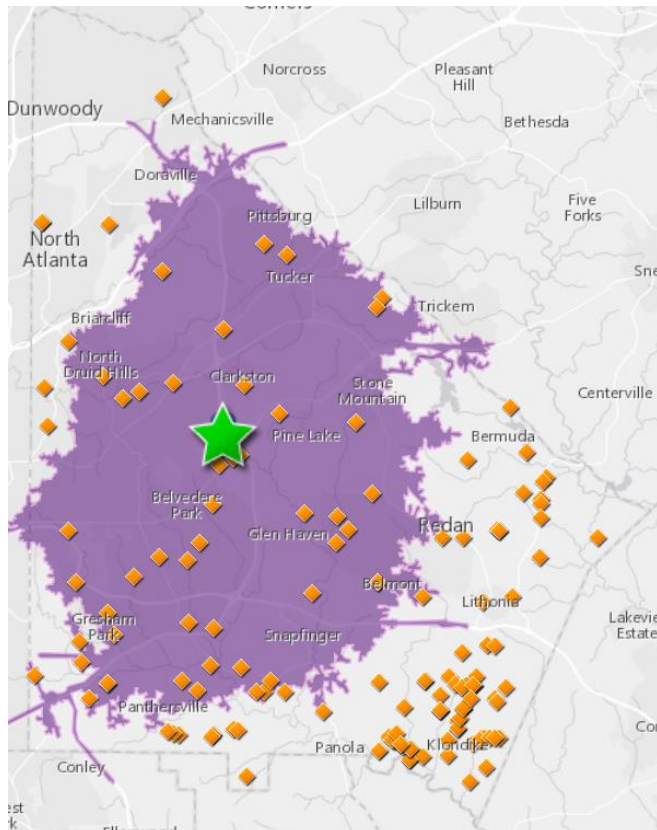 Norcross
Pleasant
Hill
Dunwoody
Mechanicsville
Bethesda
Doraville
Lilburn
Five
Forks
Pittsburg
North
Atlanta
Tucker
Trickem
Briarcliff
North
Druid Hills
Clarkston
Stone
Mountain
Centerville
Pine Lake
Bermuda
Belvedere
Park
Redan
Glen Haven
Belmont
Lithonia
Gresham
Park
Snapfinger
Panthersville
Panola
Klondike
Conley